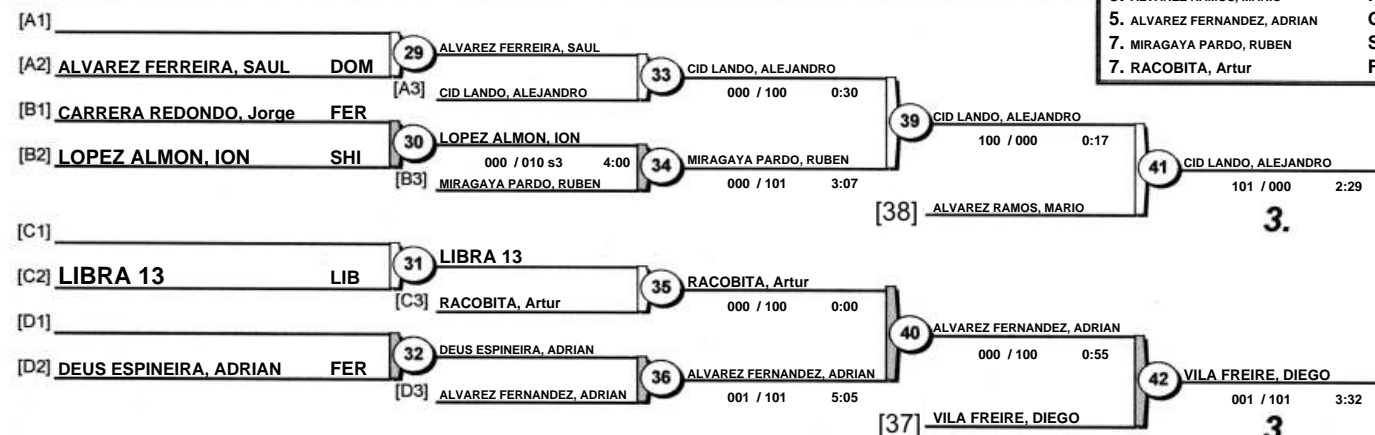 5. ALVAREZ FERNANDEZ, ADRIAN
7. MIRAGAYA PARDO, RUBEN
7. RACOBITA, Artur
[A1]
[A2] ALVAREZ FERREIRA, SAUL DOM
29
ALVAREZ FERREIRA, SAUL
[A3] CID LANDO, ALEJANDRO
33
CID LANDO, ALEJANDRO
000 / 100 0:30
[B1] CARRERA REDONDO, Jorge FER
[B2] LOPEZ ALMON, ION SHI
30
LOPEZ ALMON, ION
000 / 010 s3 4:00
[B3] MIRAGAYA PARDO, RUBEN
34
MIRAGAYA PARDO, RUBEN
000 / 101 3:07
39
CID LANDO, ALEJANDRO
100 / 000 0:17
[38] ALVAREZ RAMOS, MARIO
41
CID LANDO, ALEJANDRO
101 / 000 2:29
3.
[C1]
[C2] LIBRA 13 LIB
31
LIBRA 13
[C3] RACOBITA, Artur
35
RACOBITA, Artur
000 / 100 0:00
[D1]
[D2] DEUS ESPINEIRA, ADRIAN FER
32
DEUS ESPINEIRA, ADRIAN
[D3] ALVAREZ FERNANDEZ, ADRIAN
36
ALVAREZ FERNANDEZ, ADRIAN
001 / 101 5:05
40
ALVAREZ FERNANDEZ, ADRIAN
000 / 100 0:55
[37] VILA FREIRE, DIEGO
42
VILA FREIRE, DIEGO
001 / 101 3:32
3